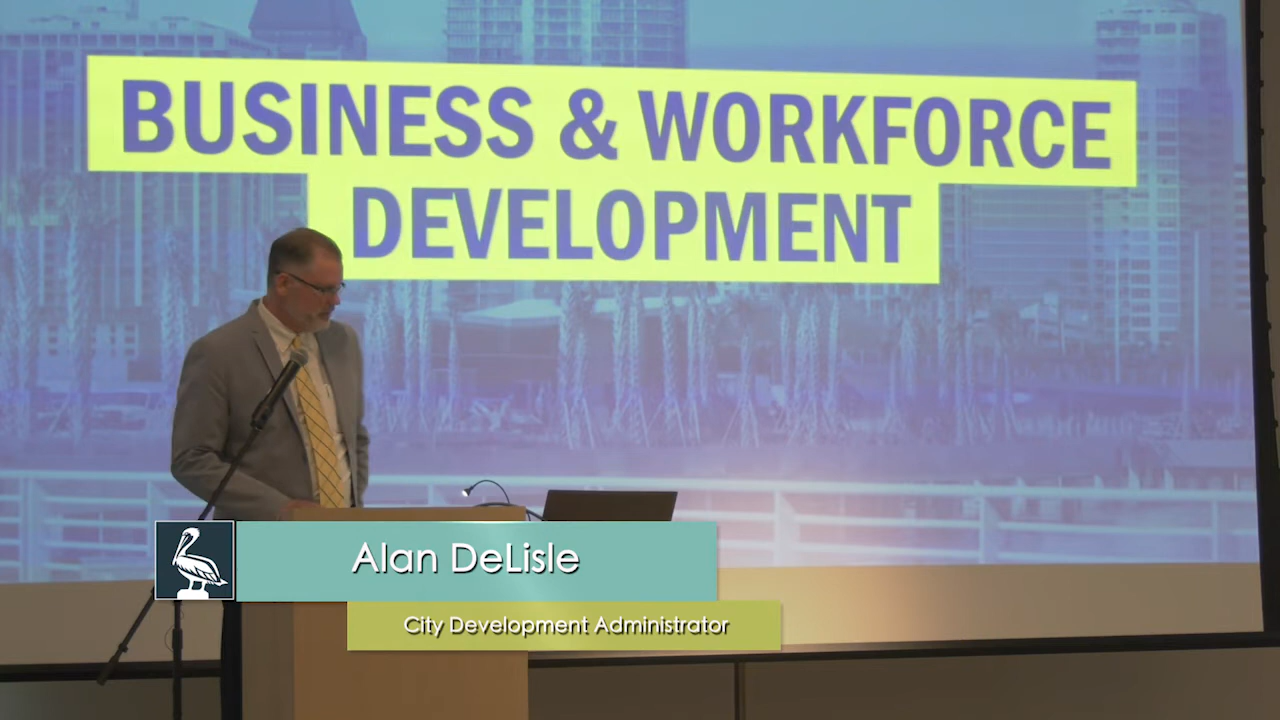 BUSINESS & WORKFORCE
DEVELOPMENT
Alan DeLisle
City Development Administrator